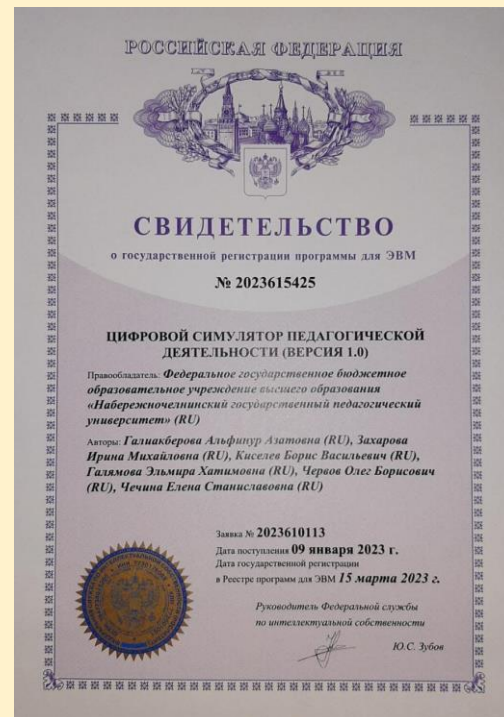 РОССИЙСКАЯ ФЕДЕРАЦИЯ
СВИДЕТЕЛЬСТВО
о государственной регистрации программы для ЭВМ
№ 2023615425
ЦИФРОВОЙ СИМУЛЯТОР ПЕДАГОГИЧЕСКОЙ
ДЕЯТЕЛЬНОСТИ (ВЕРСИЯ 1.0)
Правообладатель: Федеральное государственное бюджетное
образовательное учреждение высшего образования
«Набережночелнинский государственный педагогический
университет» (RU)
Авторы: Галиакберова Альфинур Азатовна (RU), Захарова
Ирина Михайловна (RU), Киселев Борис Васильевич (RU),
Галямова Эльмира Хатимовна (RU), Червов Олег Борисович
(RU), Чечина Елена Станиславовна (RU)
Заявка № 2023610113
Дата поступления 09 января 2023 г.
Дата государственной регистрации
в Реестре программ для ЭВМ 15 марта 2023 г.
Руководитель Федеральной службы
по интеллектуальной собственности
Ю.С. Зубов